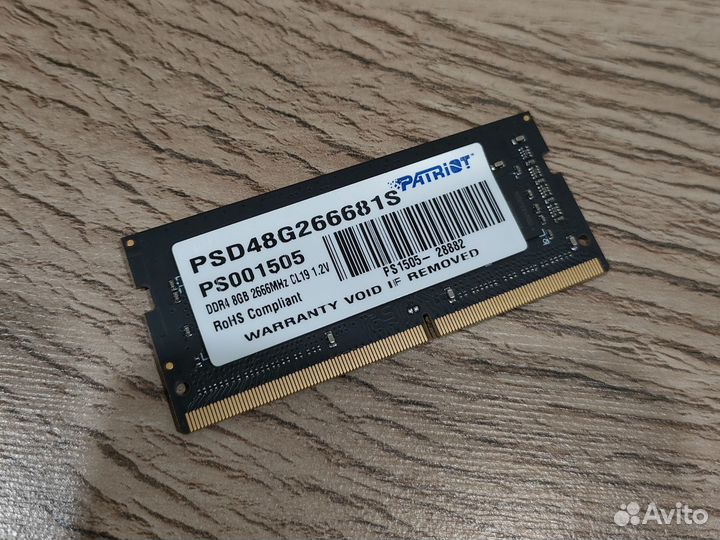 PATRIOT
PSD48G266681S
PS001505
DDR4 8GB 2666MHz CL19 1.2V
RoHS Compliant
PS1505-28882
WARRANTY VOID IF REMOVED
Avito